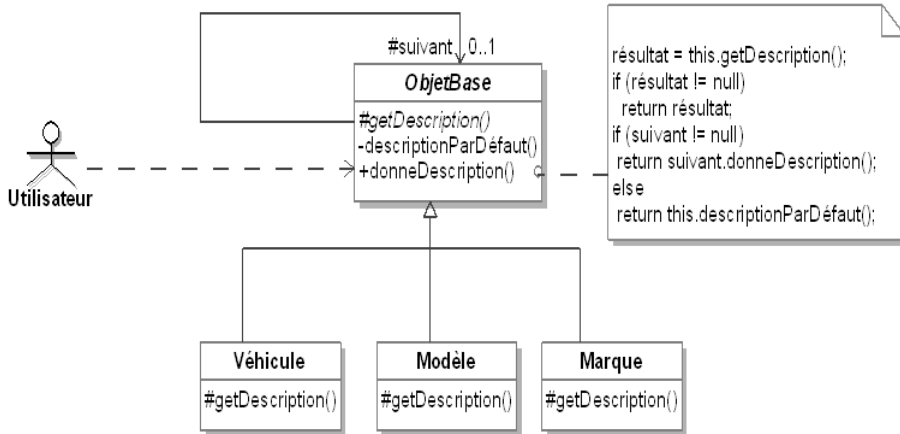 #suivant 0..1
ObjetBase
#getDescription()
-descriptionParDéfaut()
+donneDescription()
Utilisateur
résultat = this.getDescription();
if (résultat != null)
return résultat;
if (suivant != null)
return suivant.donneDescription();
else
return this.descriptionParDéfaut();
Véhicule
#getDescription()
Modèle
#getDescription()
Marque
#getDescription()